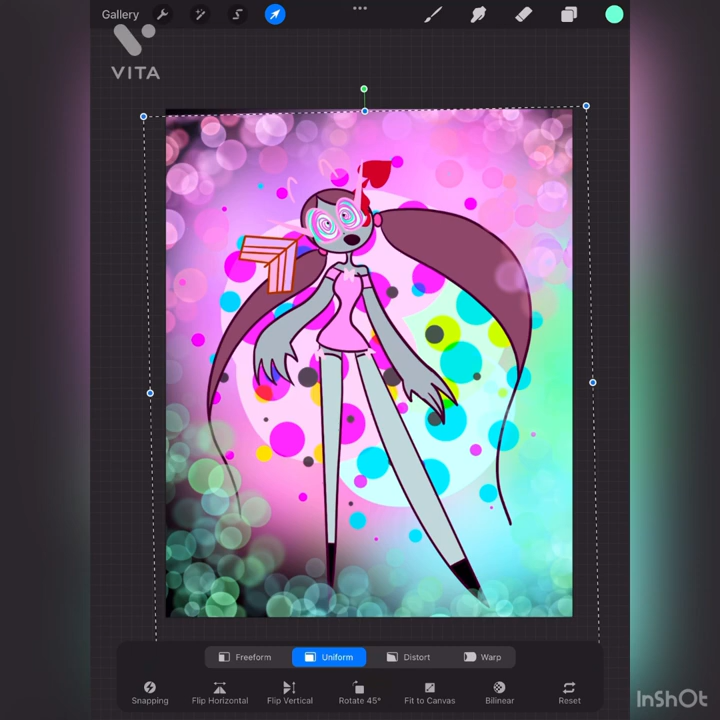 Gallery
VITA
Freeform
Uniform
Distort
Warp
Snapping
Flip Horizontal
Flip Vertical
Rotate 45°
Fit to Canvas
Bilinear
Reset
InShOt